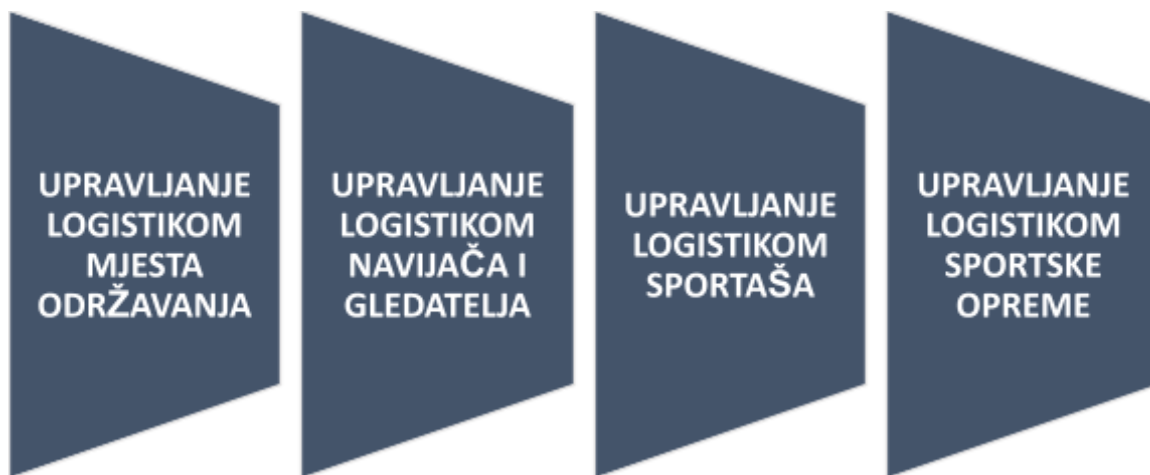 UPRAVLJANJE
LOGISTIKOM
MJESTA
ODRŽAVANJA
UPRAVLJANJE
LOGISTIKOM
NAVIJAČA I
GLEDATELJA
UPRAVLJANJE
LOGISTIKOM
SPORTAŠA
UPRAVLJANJE
LOGISTIKOM
SPORTSKE
OPREME